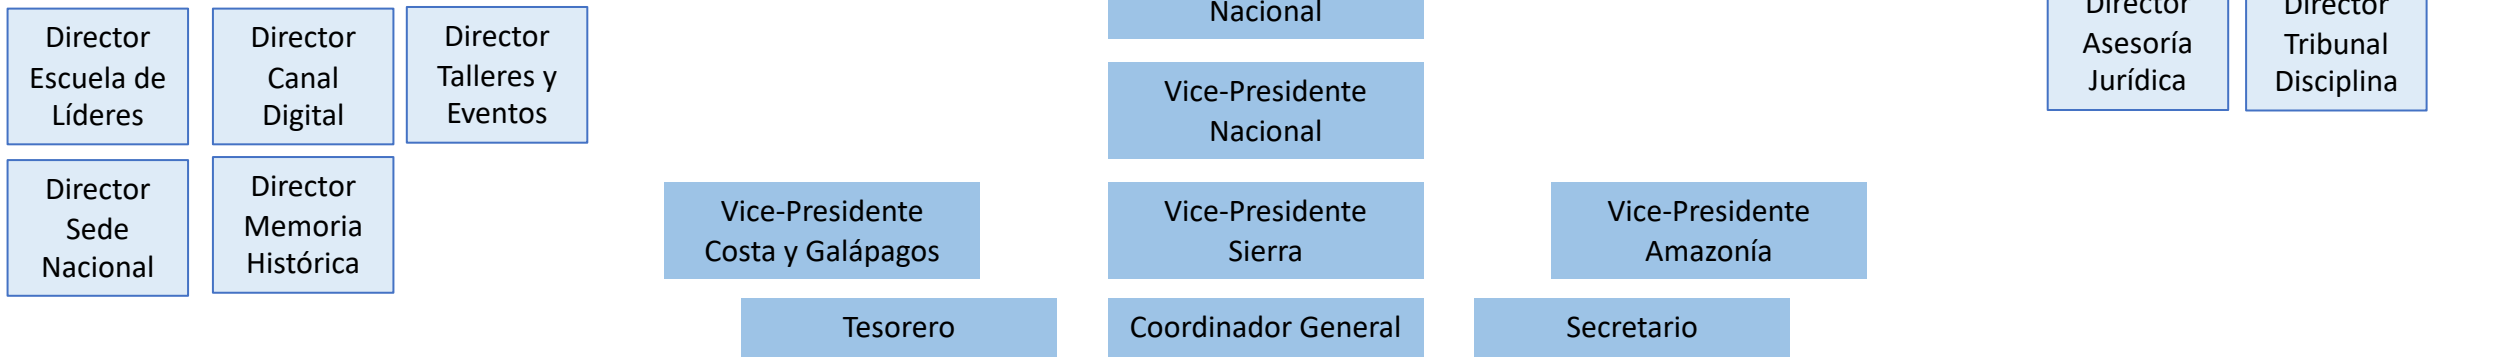 Director
Escuela de
Líderes
Director
Canal
Digital
Director
Talleres y
Eventos
Nacional
Director
Asesoría
Jurídica
Director
Tribunal
Disciplina
Vice-Presidente
Nacional
Director
Sede
Nacional
Director
Memoria
Histórica
Vice-Presidente
Costa y Galápagos
Vice-Presidente
Sierra
Vice-Presidente
Amazonía
Tesorero
Coordinador General
Secretario